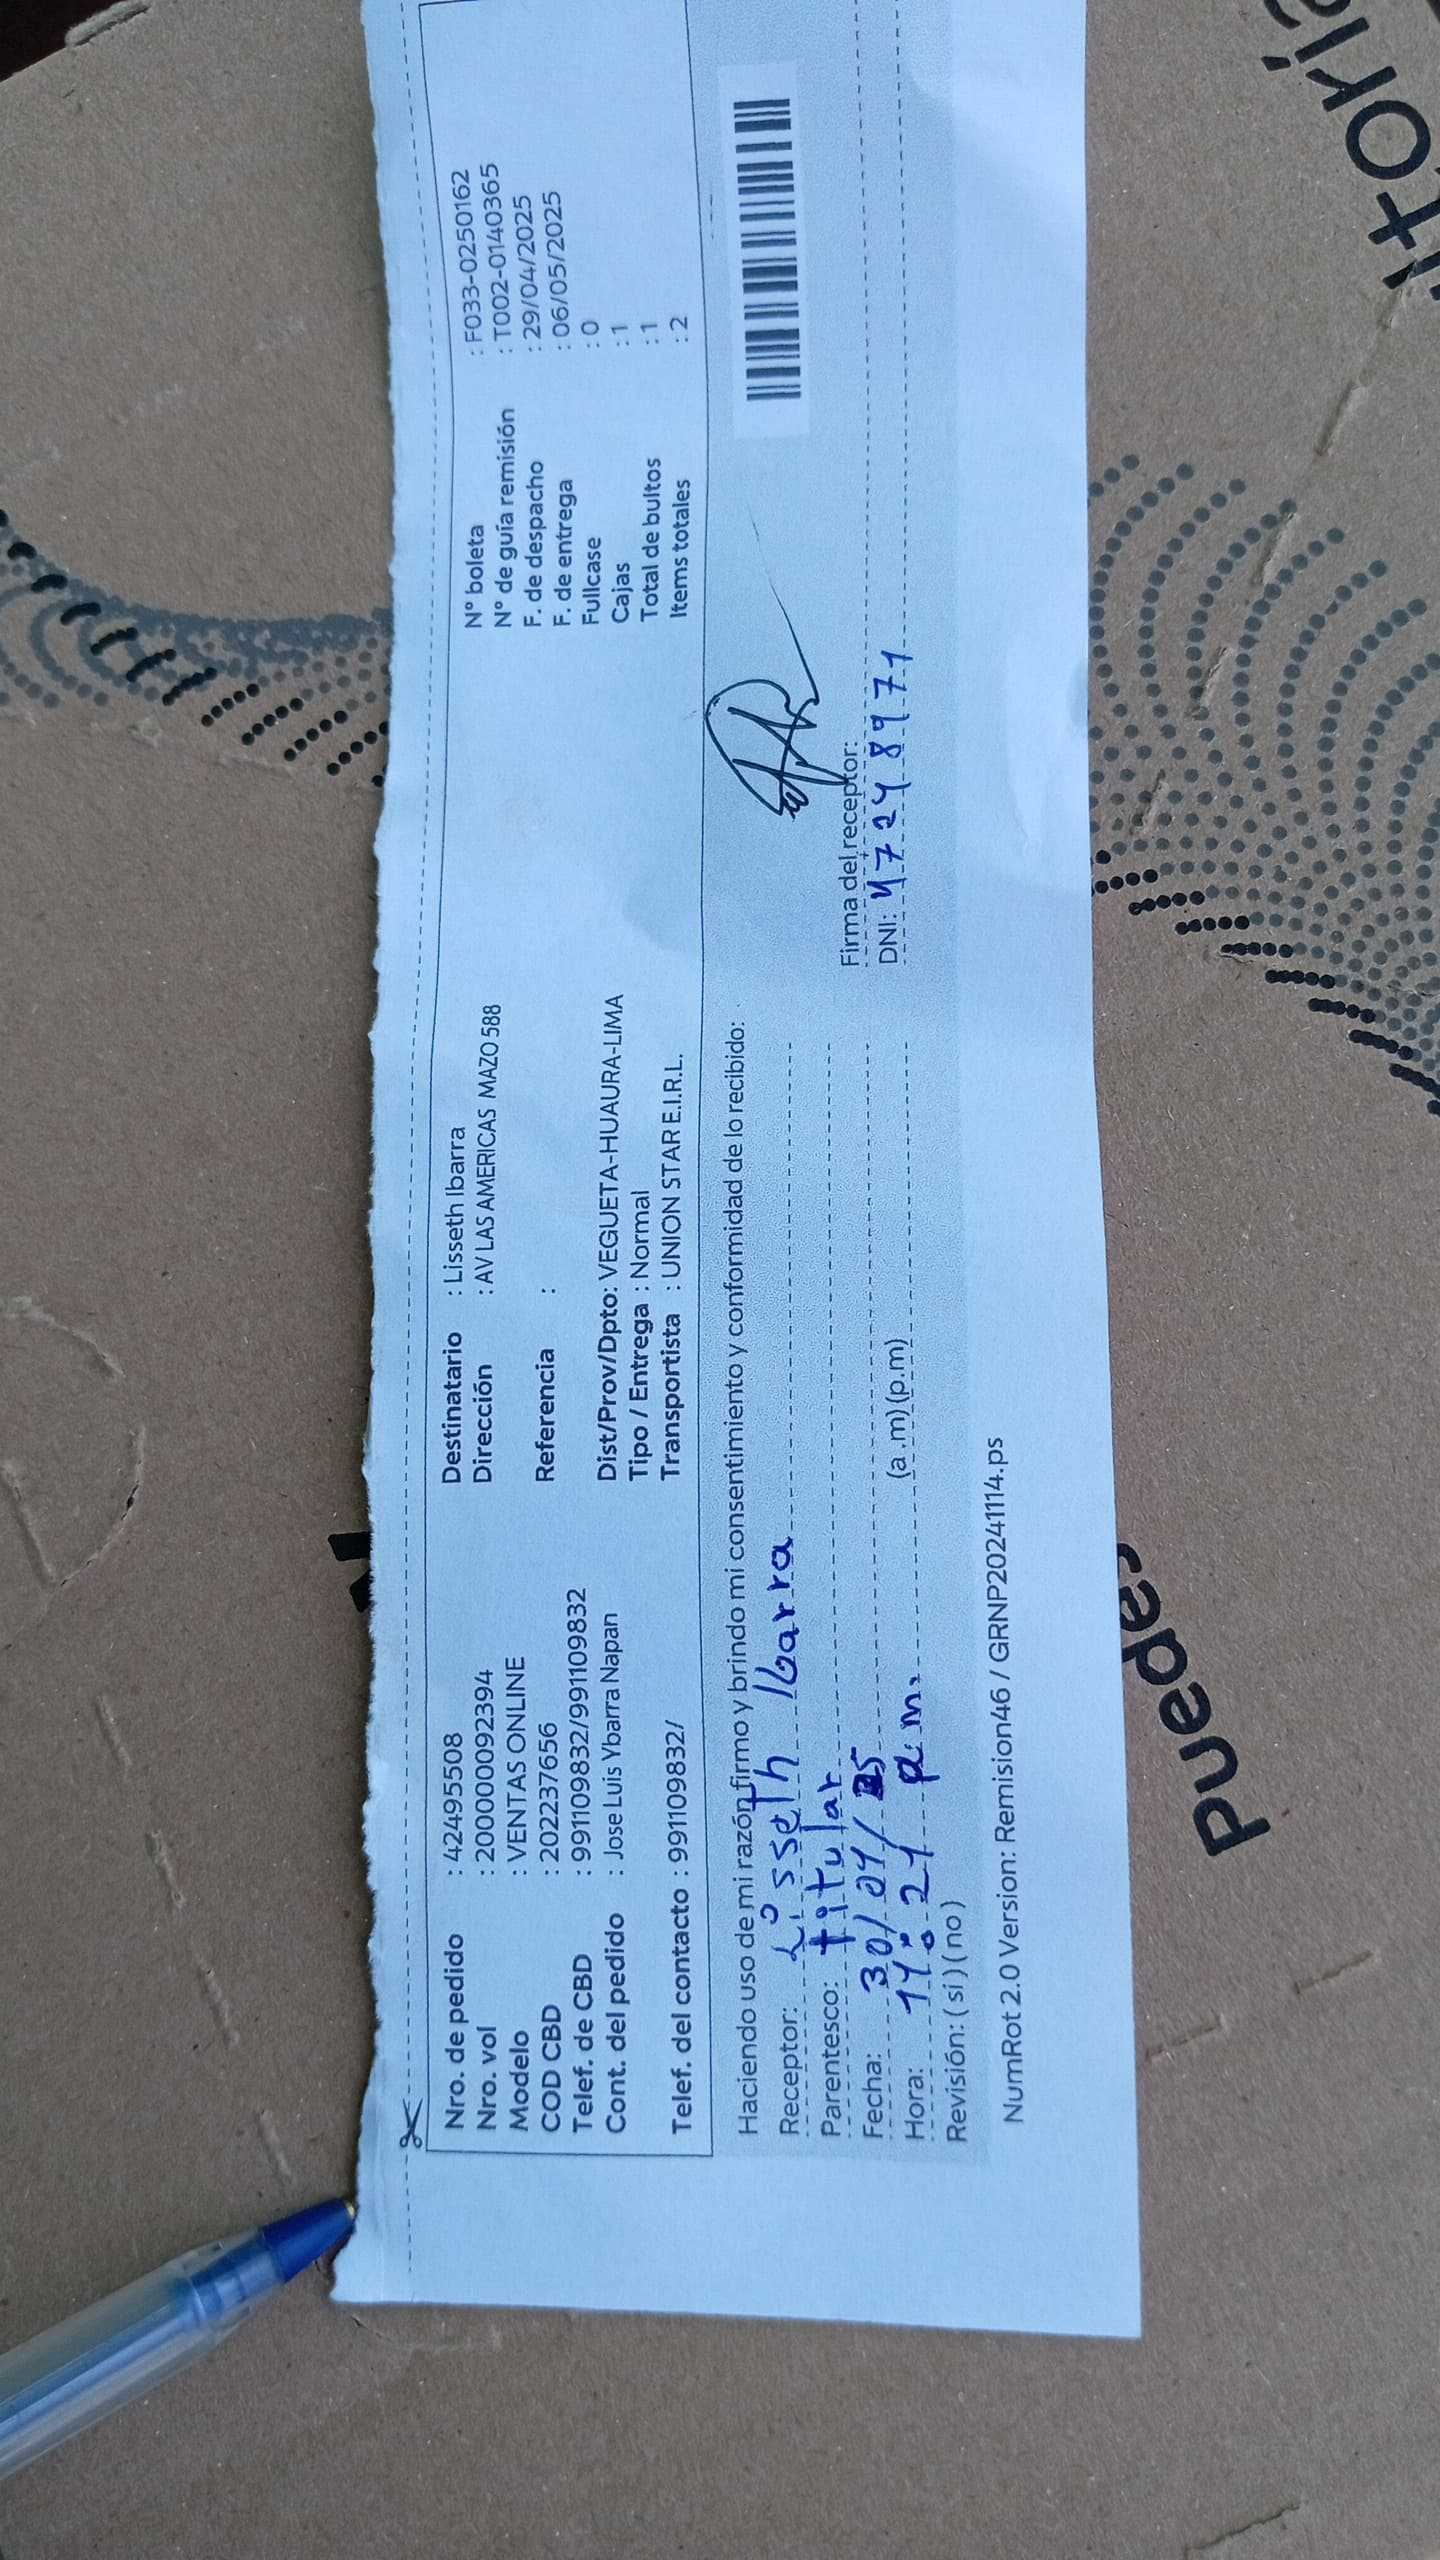 Nro. de pedido : 42495508
Nro. vol : 200000092394
Modelo : VENTAS ONLINE
COD CBD : 202237656
Telef. de CBD : 991109832/991109832
Cont. del pedido : Jose Luis Ybarra Napan
Telef. del contacto : 991109832/
Destinatario : Lisseth Ibarra
Dirección : AV LAS AMERICAS MAZO 588
Referencia :
Dist/Prov/Dpto: VEGUETA-HUAURA-LIMA
Tipo / Entrega : Normal
Transportista : UNION STAR E.I.R.L.
N° boleta : F033-0250162
N° de guía remisión : T002-0140365
F. de despacho : 29/04/2025
F. de entrega : 06/05/2025
Fullcase : 0
Cajas : 1
Total de bultos : 1
Items totales : 2
Haciendo uso de mi razón firmo y brindo mi consentimiento y conformidad de lo recibido:
Receptor: Lisseth Ibarra
Parentesco: titular
Fecha: 30/04/25
Hora: 14:21 p.m. (a.m) (p.m)
Revisión: ( si ) ( no )
Firma del receptor:
DNI: 47248971
NumRot 2.0 Version: Remision46 / GRNP20241114.ps
puedes